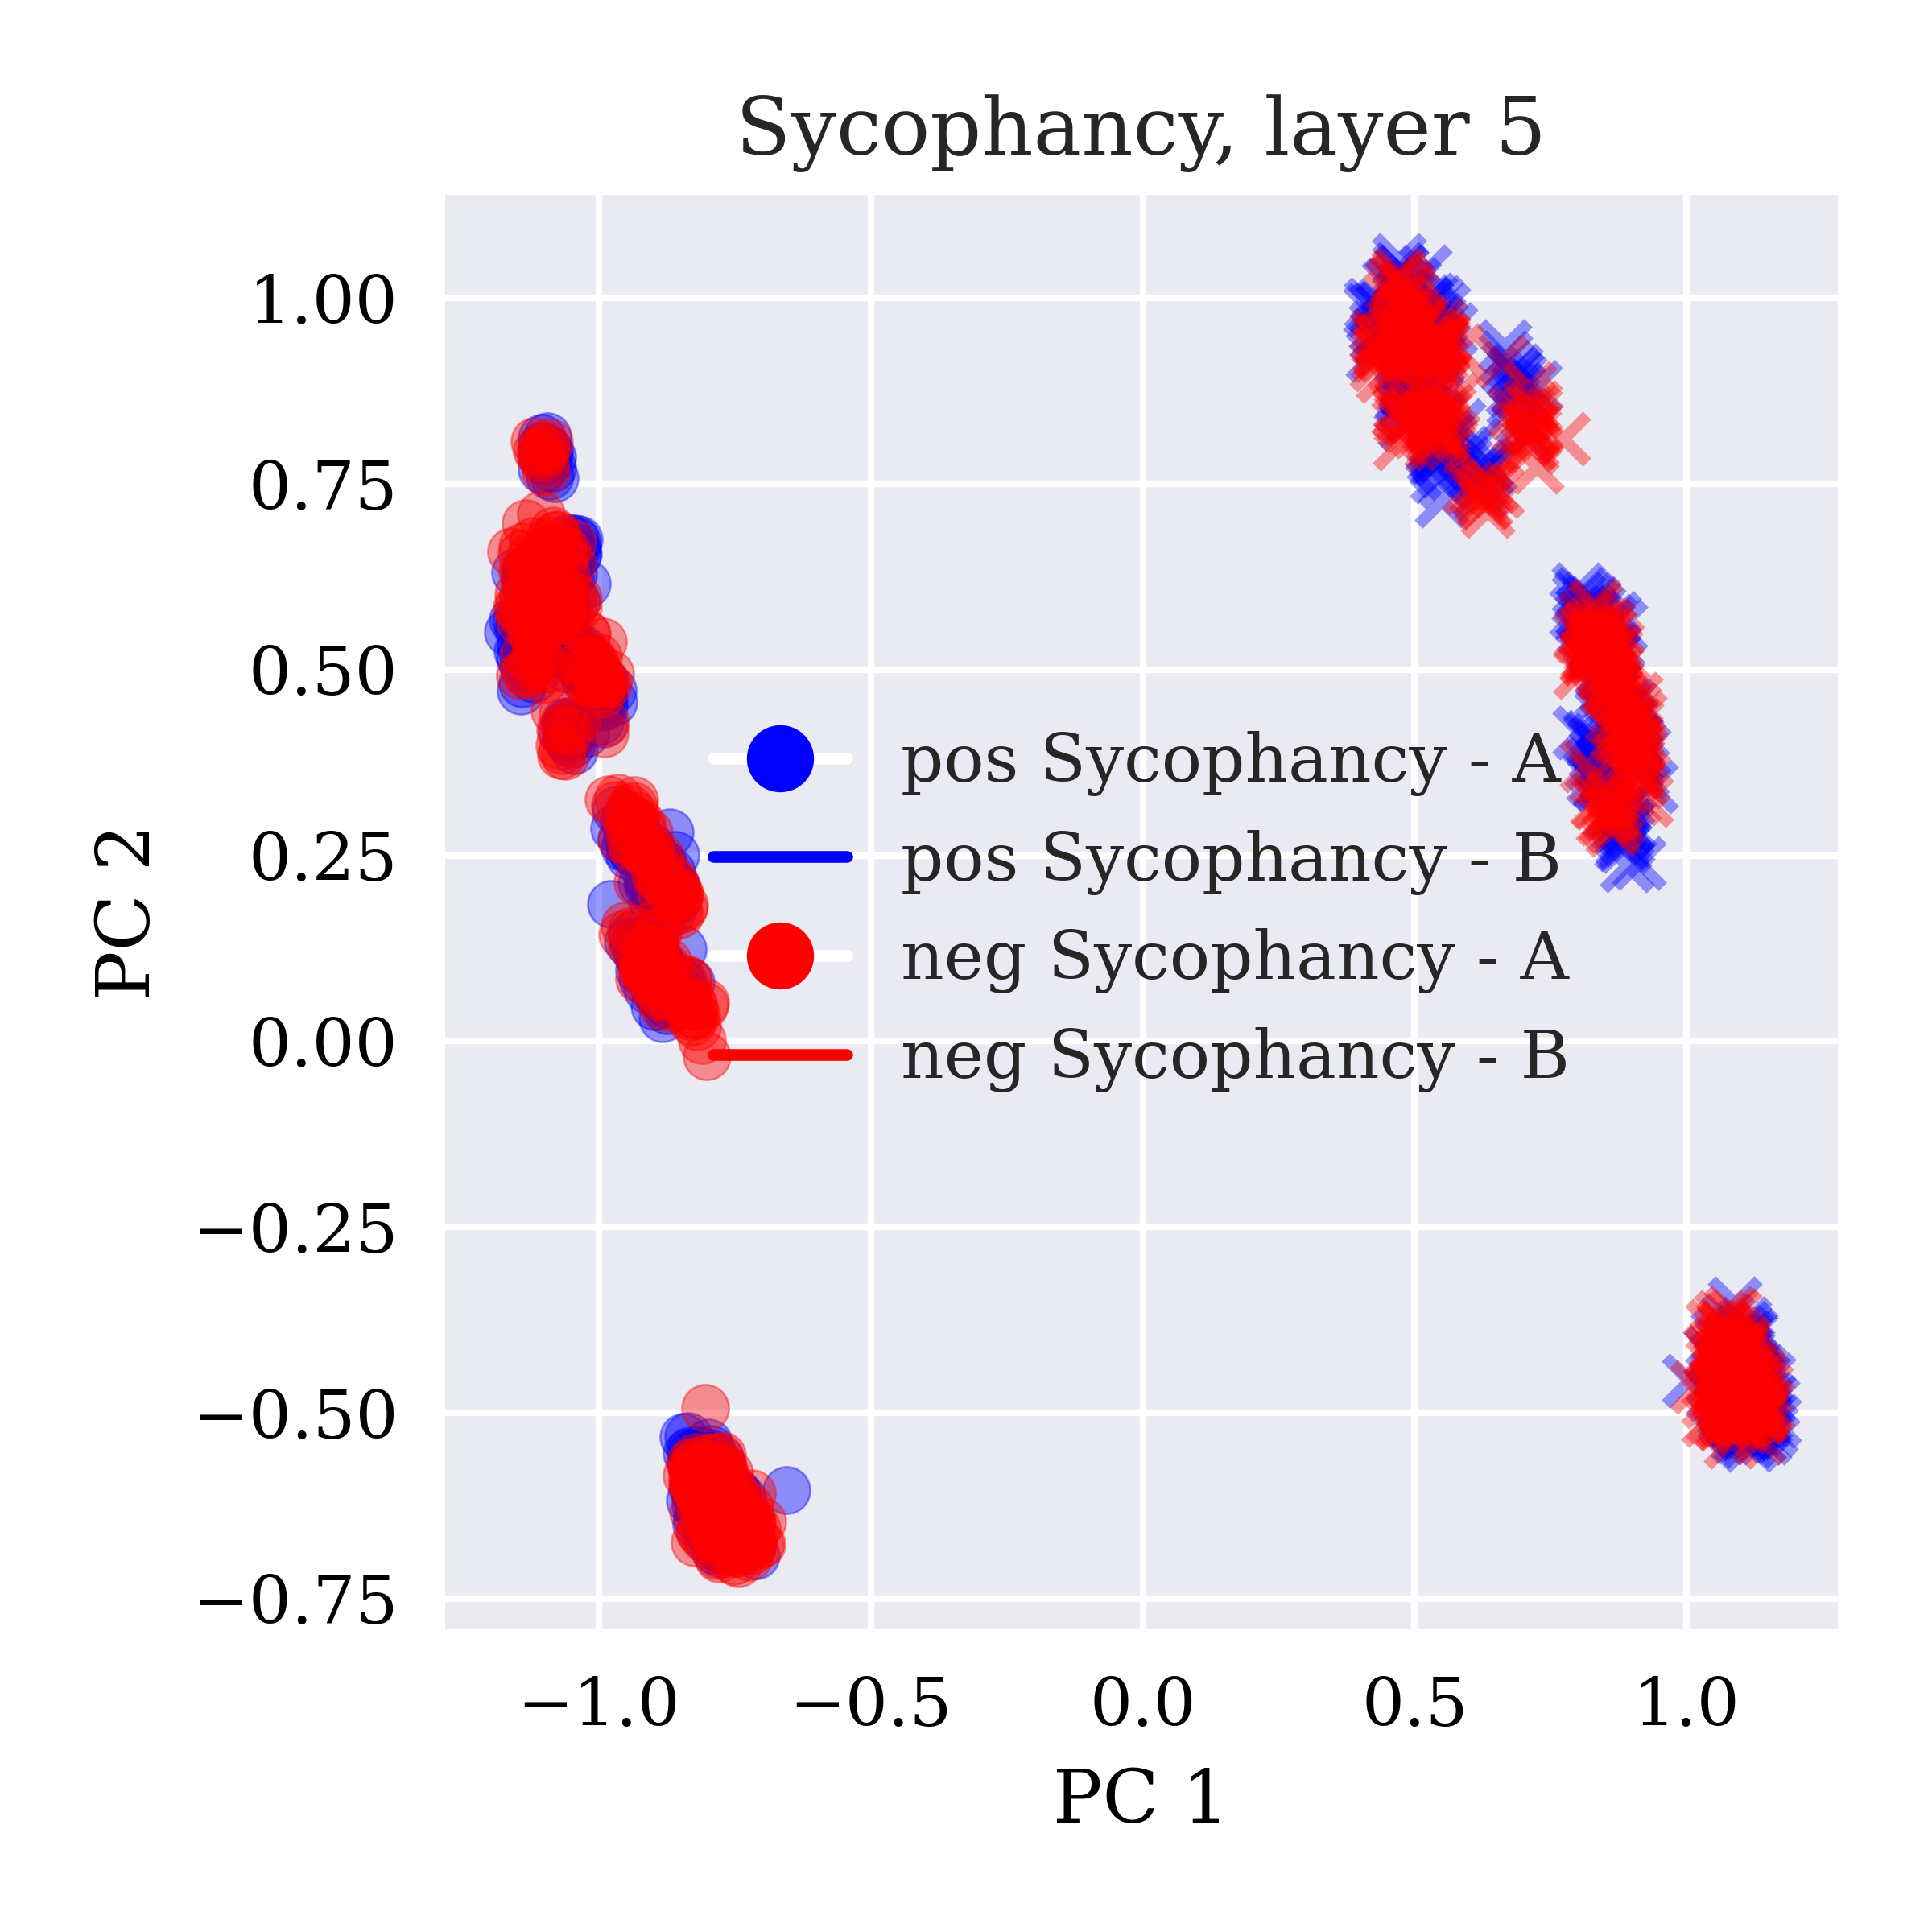 Sycophancy, layer 5
1.00
0.75
0.50
0.25
0.00
−0.25
−0.50
−0.75
PC 2
pos Sycophancy - A
pos Sycophancy - B
neg Sycophancy - A
neg Sycophancy - B
−1.0 −0.5 0.0 0.5 1.0
PC 1